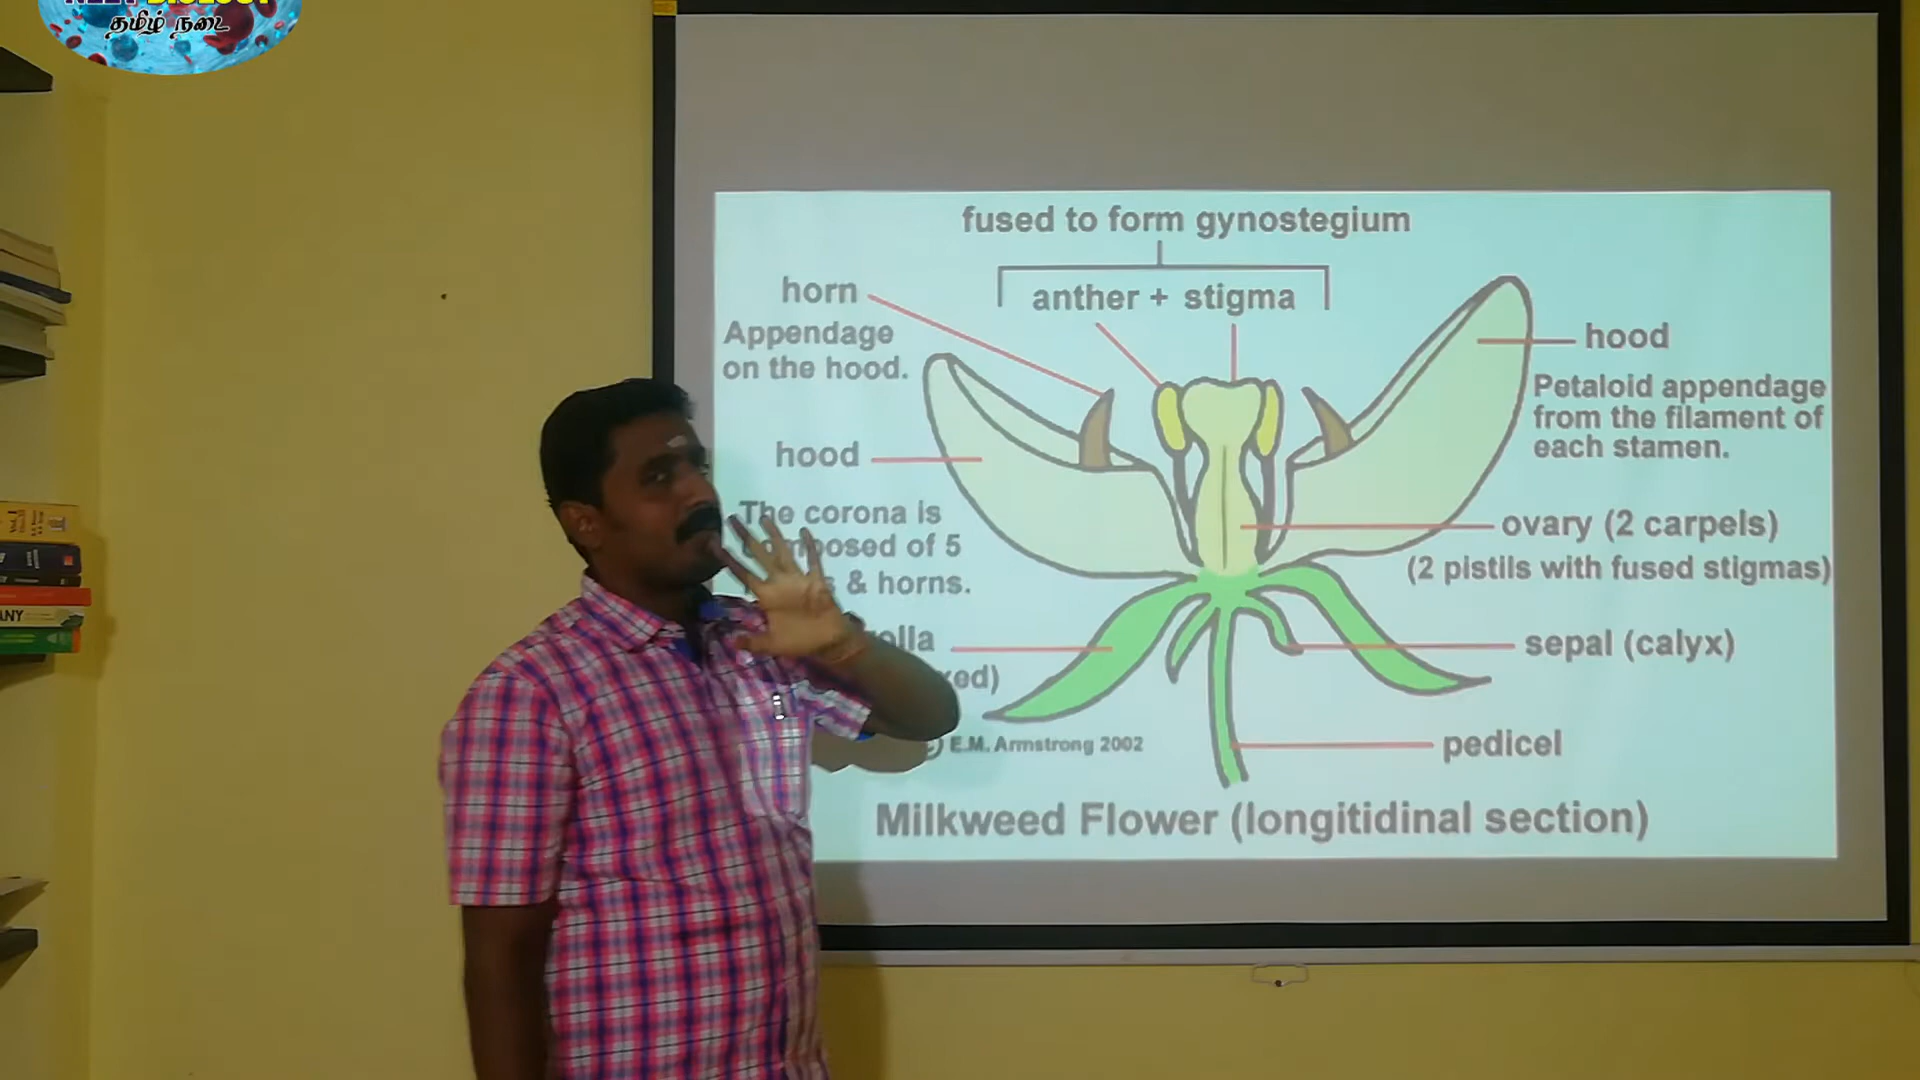 BIOLOGY
தமிழ் நடை
fused to form gynostegium
anther + stigma
horn
Appendage
on the hood.
hood
Petaloid appendage
from the filament of
each stamen.
hood
The corona is
of 5
& horns.
ovary (2 carpels)
(2 pistils with fused stigmas)
sepal (calyx)
pedicel
E.M. Armstrong 2002
Milkweed Flower (longitidinal section)